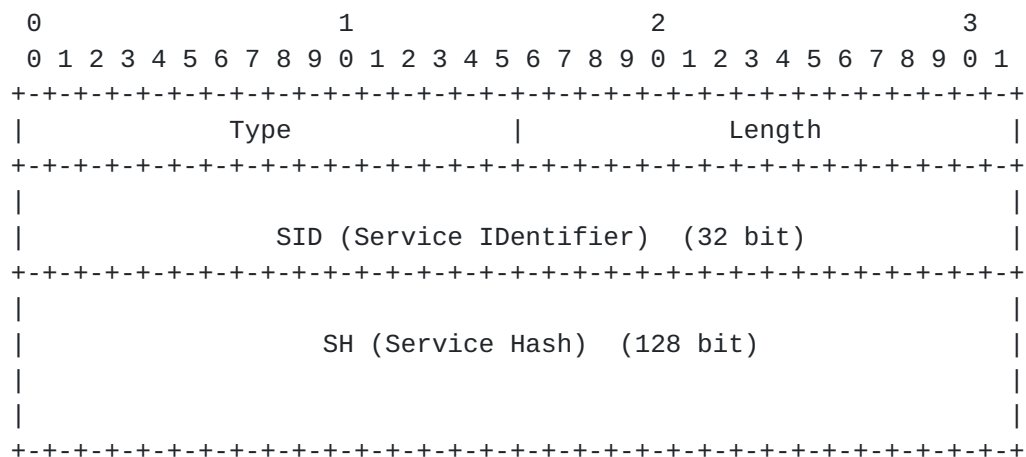 0                   1                   2                   3
 0 1 2 3 4 5 6 7 8 9 0 1 2 3 4 5 6 7 8 9 0 1 2 3 4 5 6 7 8 9 0 1
+-+-+-+-+-+-+-+-+-+-+-+-+-+-+-+-+-+-+-+-+-+-+-+-+-+-+-+-+-+-+-+-+
|             Type              |             Length            |
+-+-+-+-+-+-+-+-+-+-+-+-+-+-+-+-+-+-+-+-+-+-+-+-+-+-+-+-+-+-+-+-+
|                                                               |
|                SID (Service IDentifier)  (32 bit)             |
+-+-+-+-+-+-+-+-+-+-+-+-+-+-+-+-+-+-+-+-+-+-+-+-+-+-+-+-+-+-+-+-+
|                                                               |
|                   SH (Service Hash)  (128 bit)                |
|                                                               |
|                                                               |
+-+-+-+-+-+-+-+-+-+-+-+-+-+-+-+-+-+-+-+-+-+-+-+-+-+-+-+-+-+-+-+-+